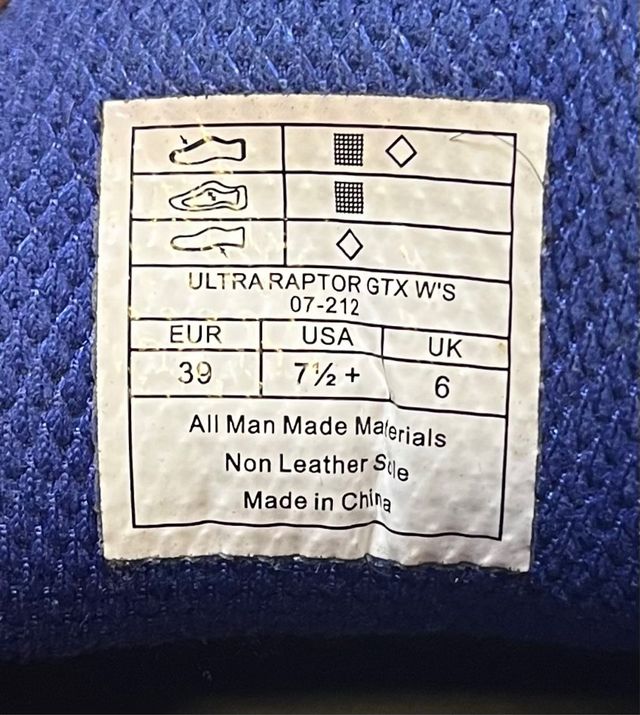 ULTRA RAPTOR GTX W'S
07-212
EUR USA UK
39 7½+ 6
All Man Made Materials
Non Leather Sole
Made in China